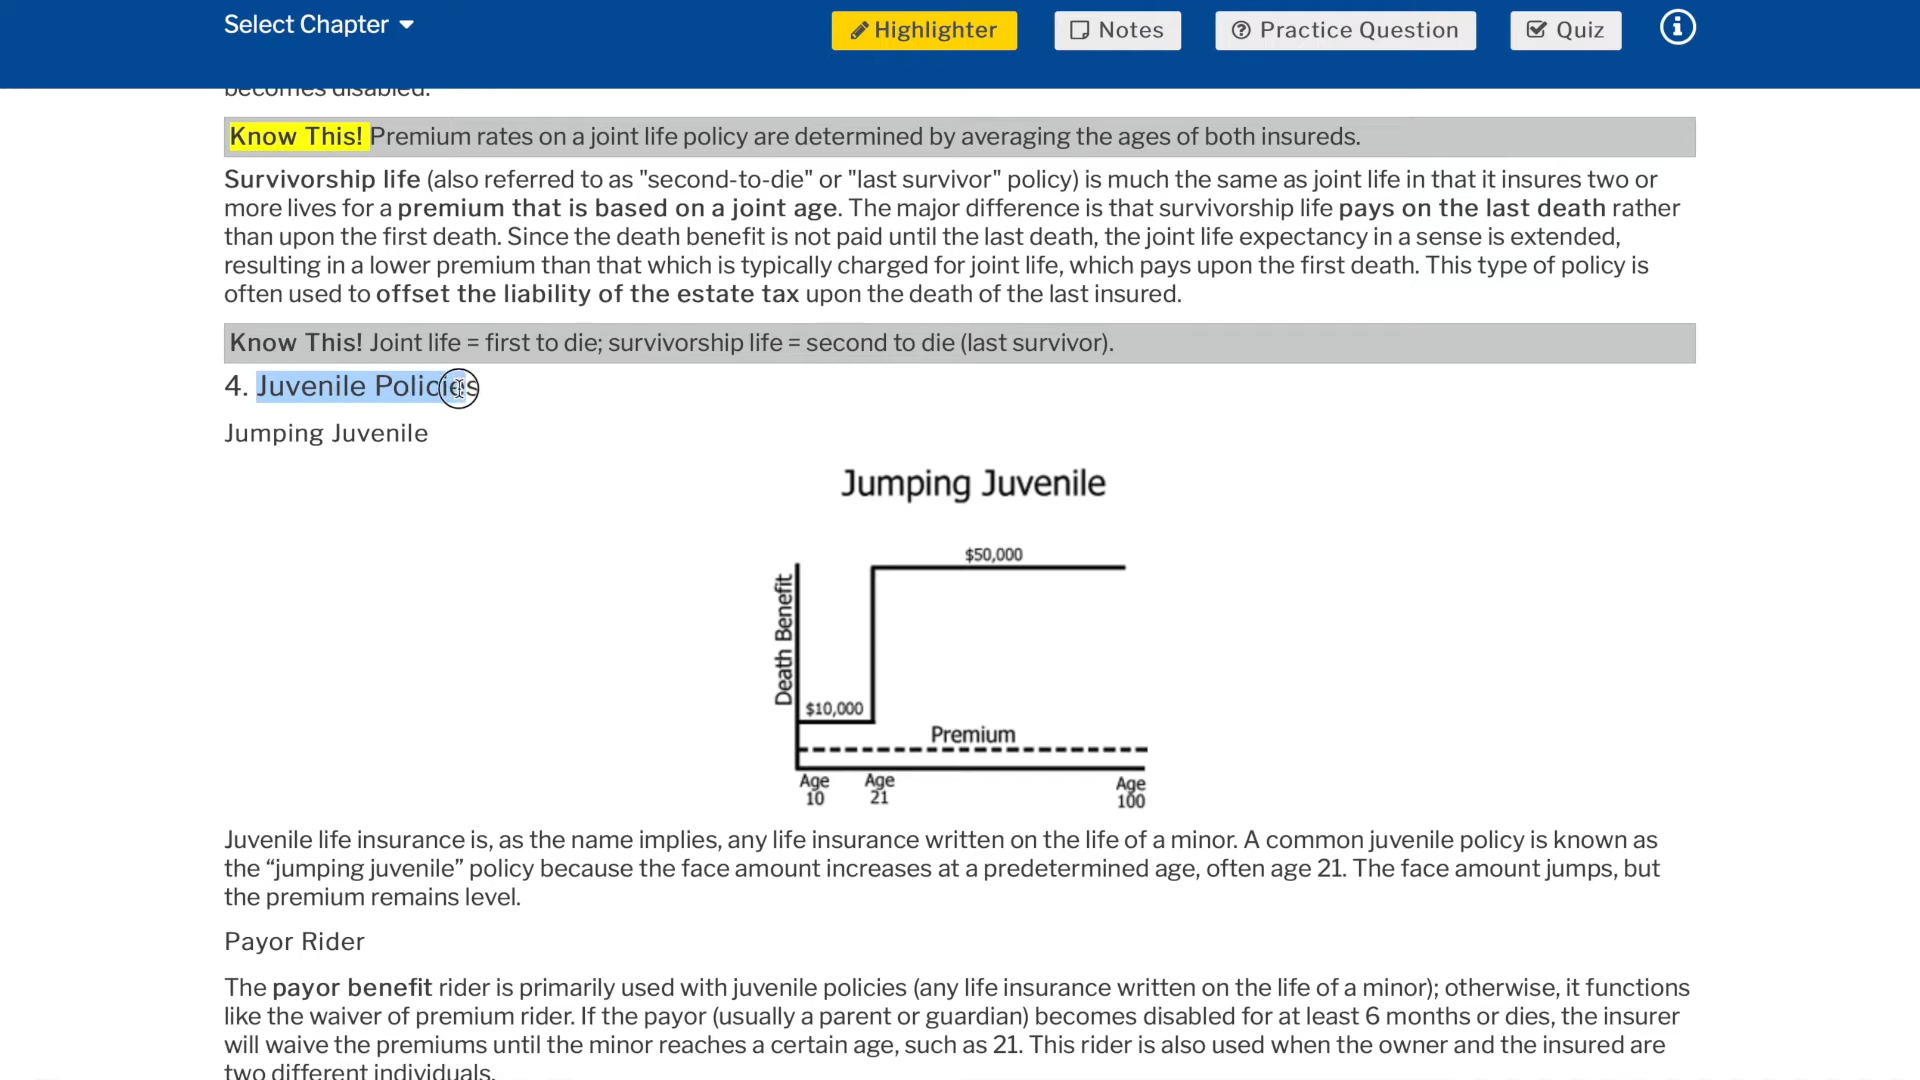 Select Chapter
Highlighter
Notes
Practice Question
Quiz
becomes disabled.
Know This! Premium rates on a joint life policy are determined by averaging the ages of both insureds.
Survivorship life (also referred to as "second-to-die" or "last survivor" policy) is much the same as joint life in that it insures two or
more lives for a premium that is based on a joint age. The major difference is that survivorship life pays on the last death rather
than upon the first death. Since the death benefit is not paid until the last death, the joint life expectancy in a sense is extended,
resulting in a lower premium than that which is typically charged for joint life, which pays upon the first death. This type of policy is
often used to offset the liability of the estate tax upon the death of the last insured.
Know This! Joint life = first to die; survivorship life = second to die (last survivor).
4. Juvenile Policies
Jumping Juvenile
Jumping Juvenile
$50,000
Death Benefit
$10,000
Premium
Age
10
Age
21
Age
100
Juvenile life insurance is, as the name implies, any life insurance written on the life of a minor. A common juvenile policy is known as
the “jumping juvenile” policy because the face amount increases at a predetermined age, often age 21. The face amount jumps, but
the premium remains level.
Payor Rider
The payor benefit rider is primarily used with juvenile policies (any life insurance written on the life of a minor); otherwise, it functions
like the waiver of premium rider. If the payor (usually a parent or guardian) becomes disabled for at least 6 months or dies, the insurer
will waive the premiums until the minor reaches a certain age, such as 21. This rider is also used when the owner and the insured are
two different individuals.